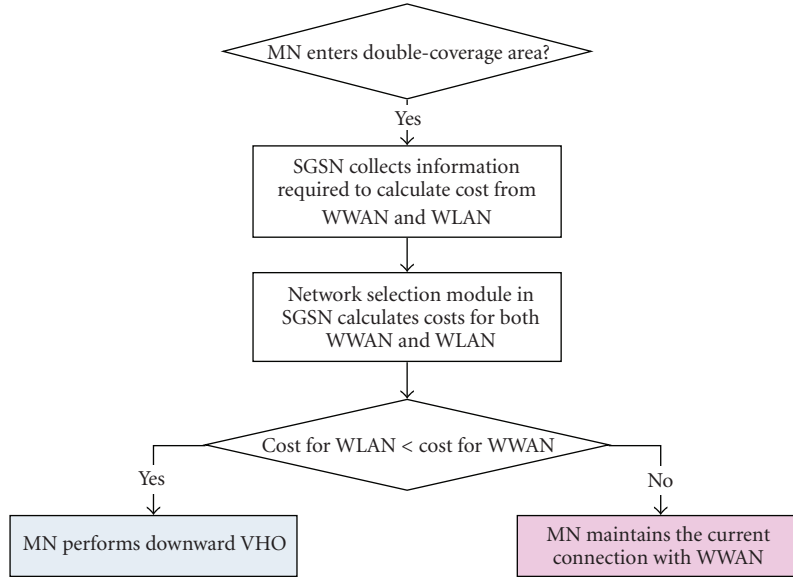 MN enters double-coverage area?
Yes
SGSN collects information
required to calculate cost from
WWAN and WLAN
Network selection module in
SGSN calculates costs for both
WWAN and WLAN
Cost for WLAN < cost for WWAN
Yes
No
MN performs downward VHO
MN maintains the current
connection with WWAN